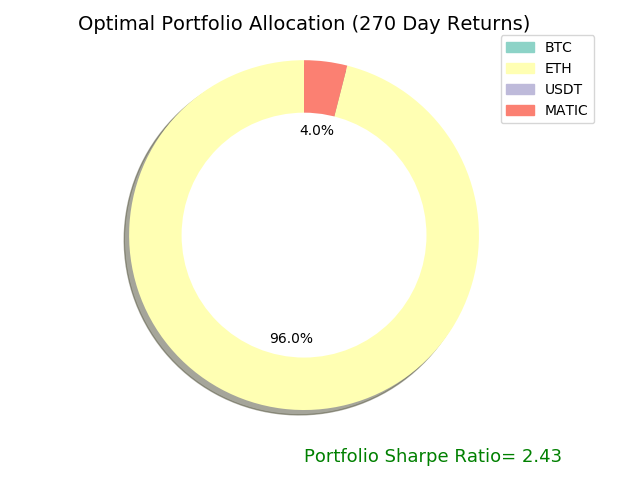 Optimal Portfolio Allocation (270 Day Returns)
BTC
ETH
USDT
MATIC
4.0%
96.0%
Portfolio Sharpe Ratio= 2.43